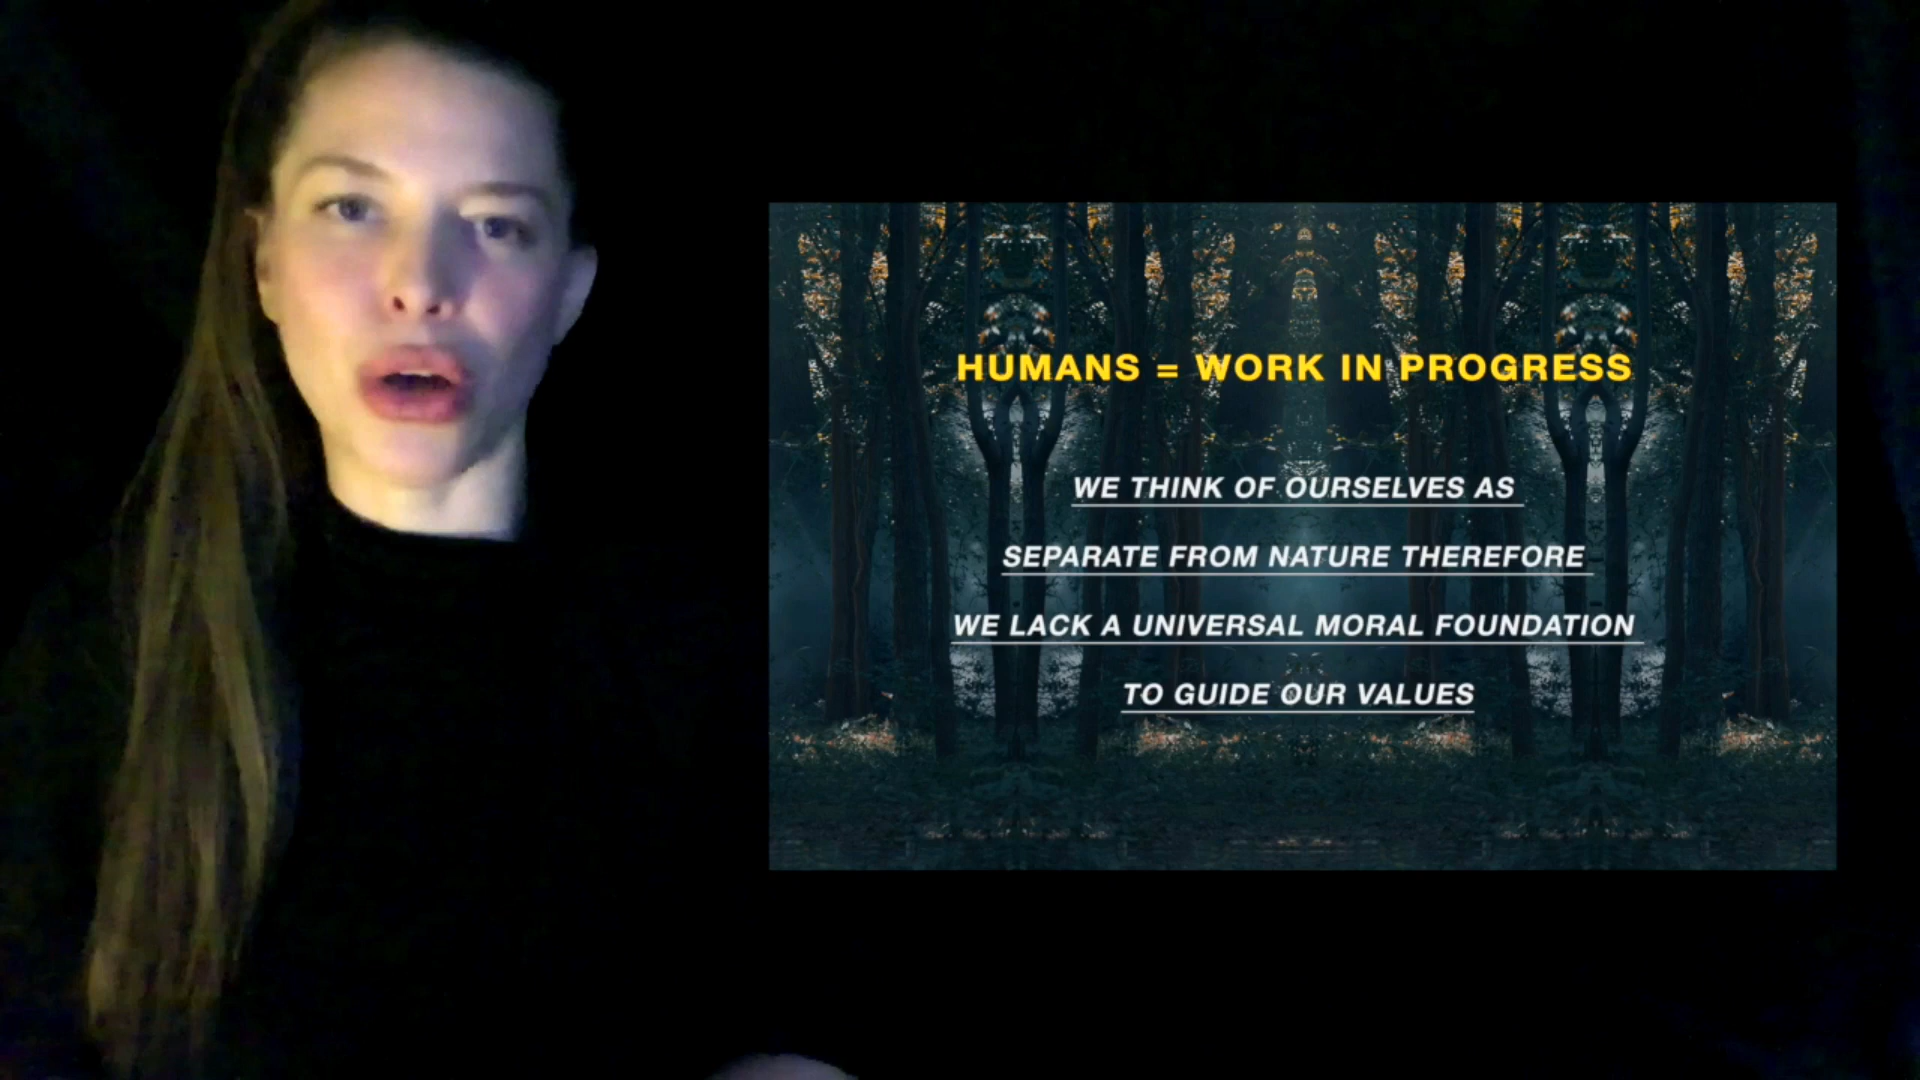 HUMANS = WORK IN PROGRESS
WE THINK OF OURSELVES AS
SEPARATE FROM NATURE THEREFORE
WE LACK A UNIVERSAL MORAL FOUNDATION
TO GUIDE OUR VALUES